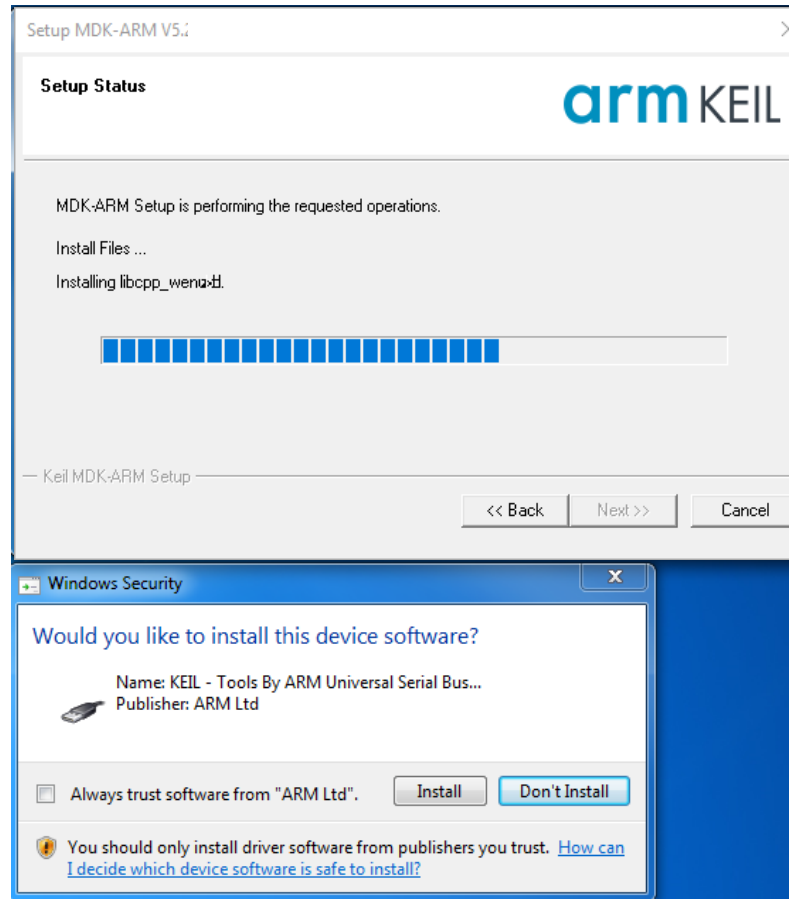 Setup MDK-ARM V5.2
Setup Status
arm KEIL
MDK-ARM Setup is performing the requested operations.
Install Files ...
Installing
Keil MDK-ARM Setup
<< Back Next >> Cancel
Windows Security
Would you like to install this device software?
Name: KEIL - Tools By ARM Universal Serial Bus...
Publisher: ARM Ltd
Always trust software from "ARM Ltd". Install Don't Install
You should only install driver software from publishers you trust. How can
I decide which device software is safe to install?